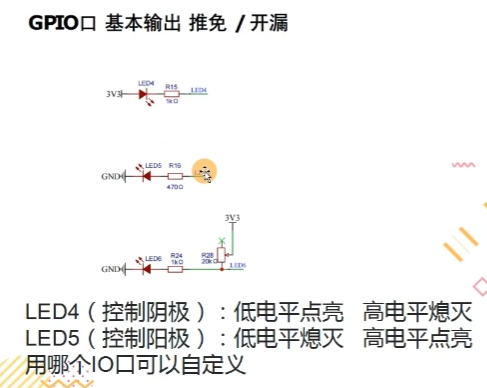 GPIO口 基本输出 推免 / 开漏
LED4
R15
3V3
LED4
1kΩ
LED5 R16
GND
470Ω
3V3
LED6 R24 R28
1kΩ 20kΩ
GND
LED6
LED4（控制阴极）：低电平点亮 高电平熄灭
LED5（控制阳极）：低电平熄灭 高电平点亮
用哪个IO口可以自定义